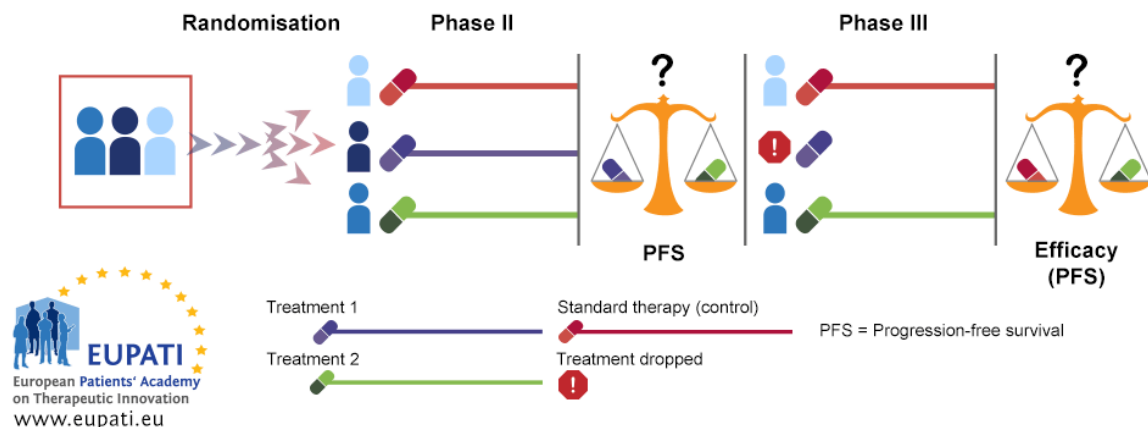 Randomisation
Phase II
Phase III
?
?
!
PFS
Efficacy
(PFS)
Treatment 1
Standard therapy (control)
PFS = Progression-free survival
Treatment 2
Treatment dropped
!
EUPATI
European Patients' Academy
on Therapeutic Innovation
www.eupati.eu